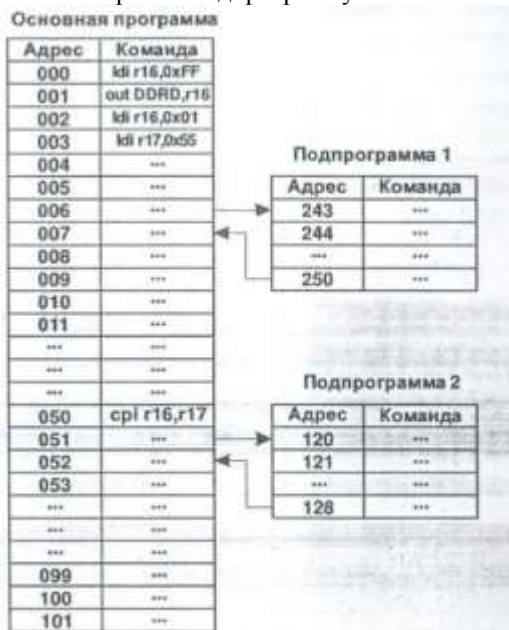 Основная программа
Адрес Команда
000 ldi r16,0xFF
001 out DDRD,r16
002 ldi r16,0x01
003 ldi r17,0x55
004 ...
005 ...
006 ...
007 ...
008 ...
009 ...
010 ...
011 ...
... ...
... ...
... ...
050 cpi r16,r17
051 ...
052 ...
053 ...
... ...
... ...
... ...
099 ...
100 ...
101 ...
Подпрограмма 1
Адрес Команда
243 ...
244 ...
... ...
250 ...
Подпрограмма 2
Адрес Команда
120 ...
121 ...
... ...
128 ...